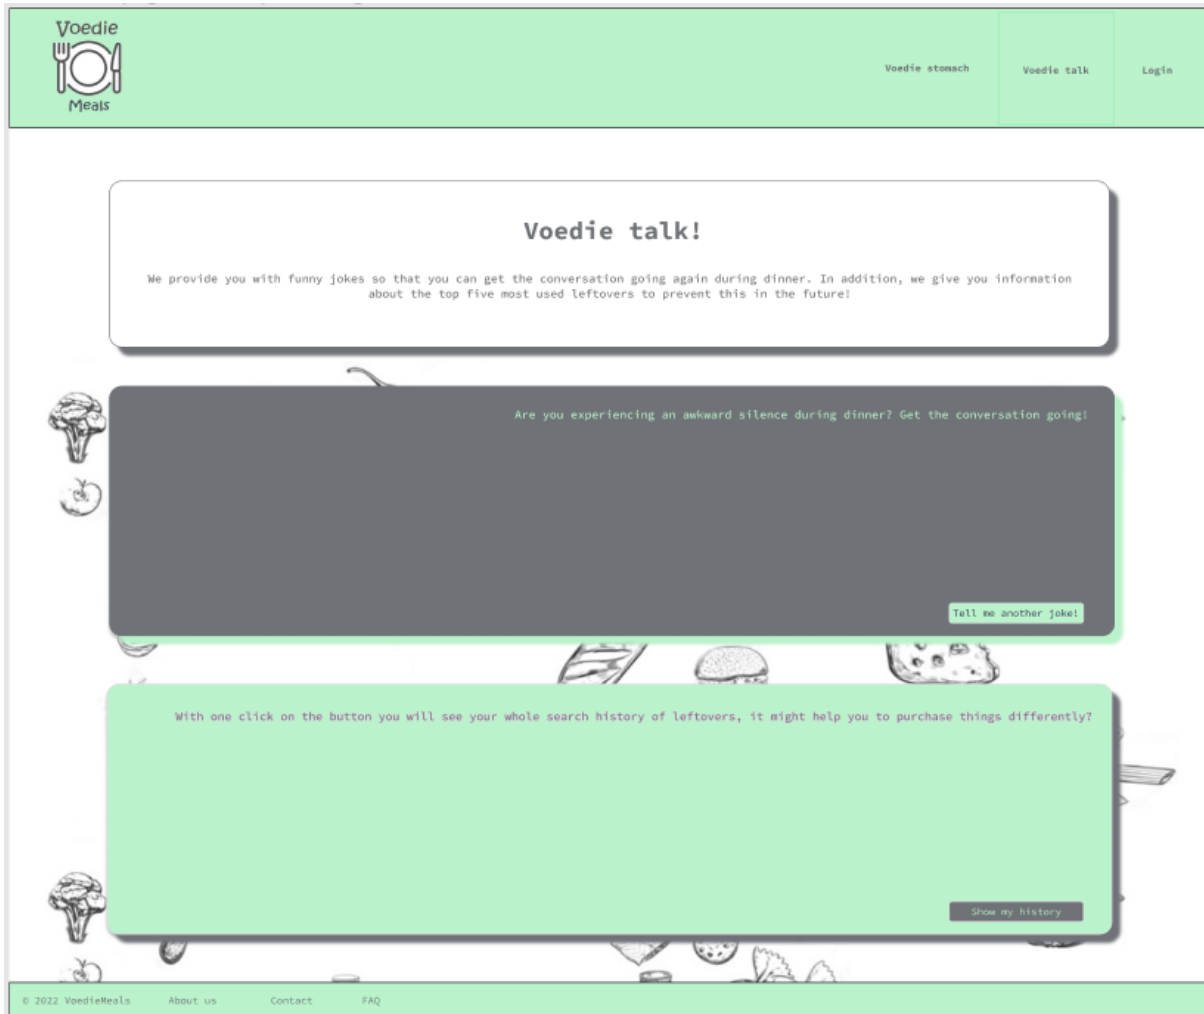 Voedie
Meals
Voedie stomach
Voedie talk
Login
Voedie talk!
We provide you with funny jokes so that you can get the conversation going again during dinner. In addition, we give you information
about the top five most used leftovers to prevent this in the future!
Are you experiencing an awkward silence during dinner? Get the conversation going!
Tell me another joke!
With one click on the button you will see your whole search history of leftovers, it might help you to purchase things differently?
Show my history
© 2022 VoedieMeals About us Contact FAQ